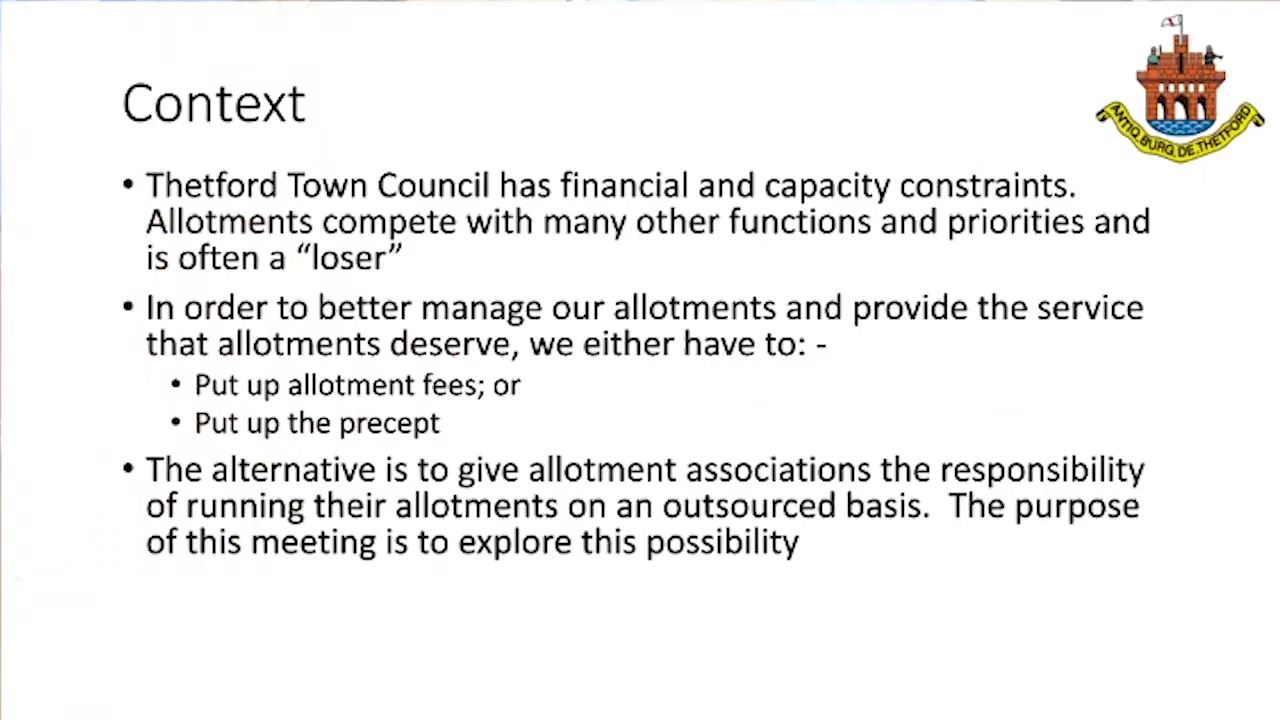 Context
ANTIQ.BURG.DE.THETFORD
• Thetford Town Council has financial and capacity constraints.
Allotments compete with many other functions and priorities and
is often a “loser”
• In order to better manage our allotments and provide the service
that allotments deserve, we either have to: -
• Put up allotment fees; or
• Put up the precept
• The alternative is to give allotment associations the responsibility
of running their allotments on an outsourced basis.  The purpose
of this meeting is to explore this possibility